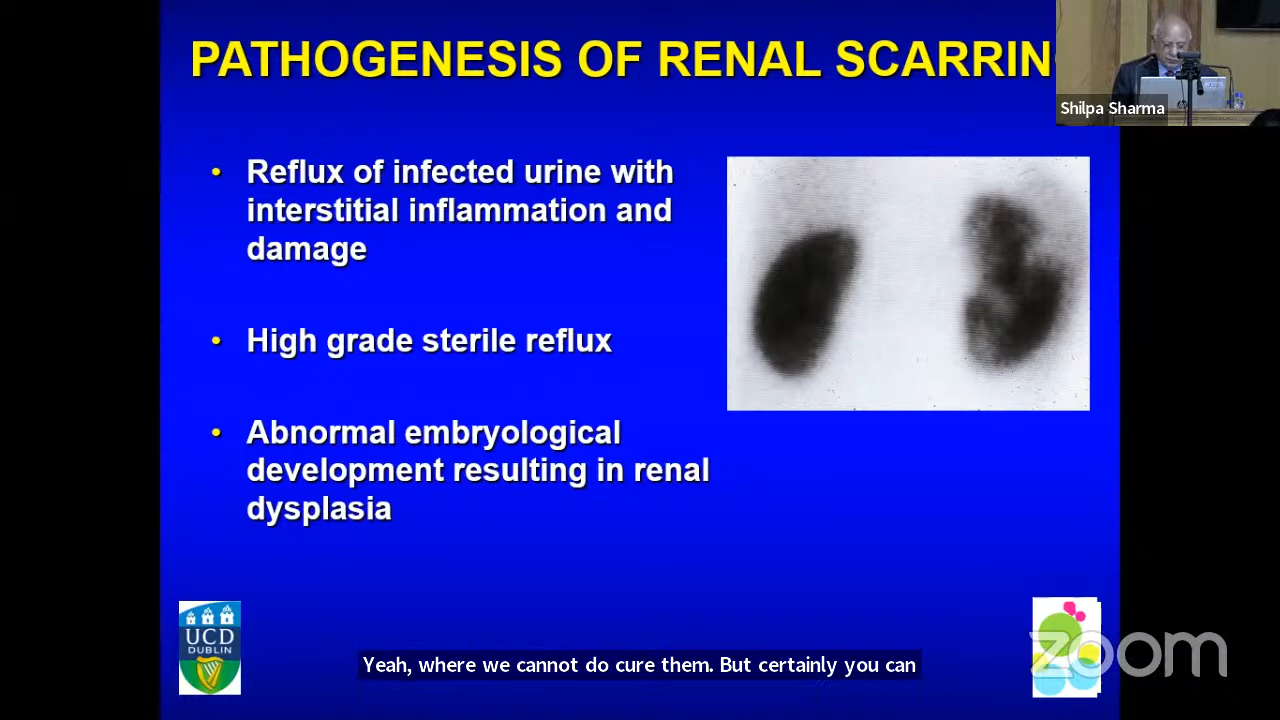 PATHOGENESIS OF RENAL SCARRIN
Shilpa Sharma
• Reflux of infected urine with
interstitial inflammation and
damage
• High grade sterile reflux
• Abnormal embryological
development resulting in renal
dysplasia
UCD
DUBLIN
Yeah, where we cannot do cure them. But certainly you can
zoom